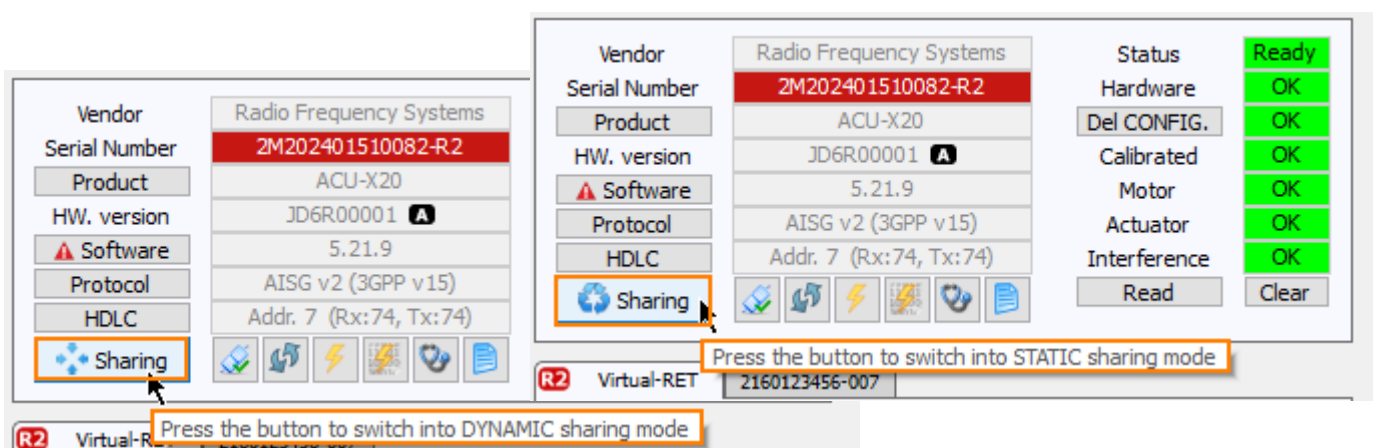 Vendor Radio Frequency Systems
Serial Number 2M202401510082-R2
Product ACU-X20
HW. version JD6R00001 A
Software 5.21.9
Protocol AISG v2 (3GPP v15)
HDLC Addr. 7 (Rx:74, Tx:74)
Sharing
Press the button to switch into DYNAMIC sharing mode
R2 Virtual-R
Vendor Radio Frequency Systems Status Ready
Serial Number 2M202401510082-R2 Hardware OK
Product ACU-X20 Del CONFIG. OK
HW. version JD6R00001 A Calibrated OK
Software 5.21.9 Motor OK
Protocol AISG v2 (3GPP v15) Actuator OK
HDLC Addr. 7 (Rx:74, Tx:74) Interference OK
Sharing Read Clear
Press the button to switch into STATIC sharing mode
R2 Virtual-RET 2160123456-007